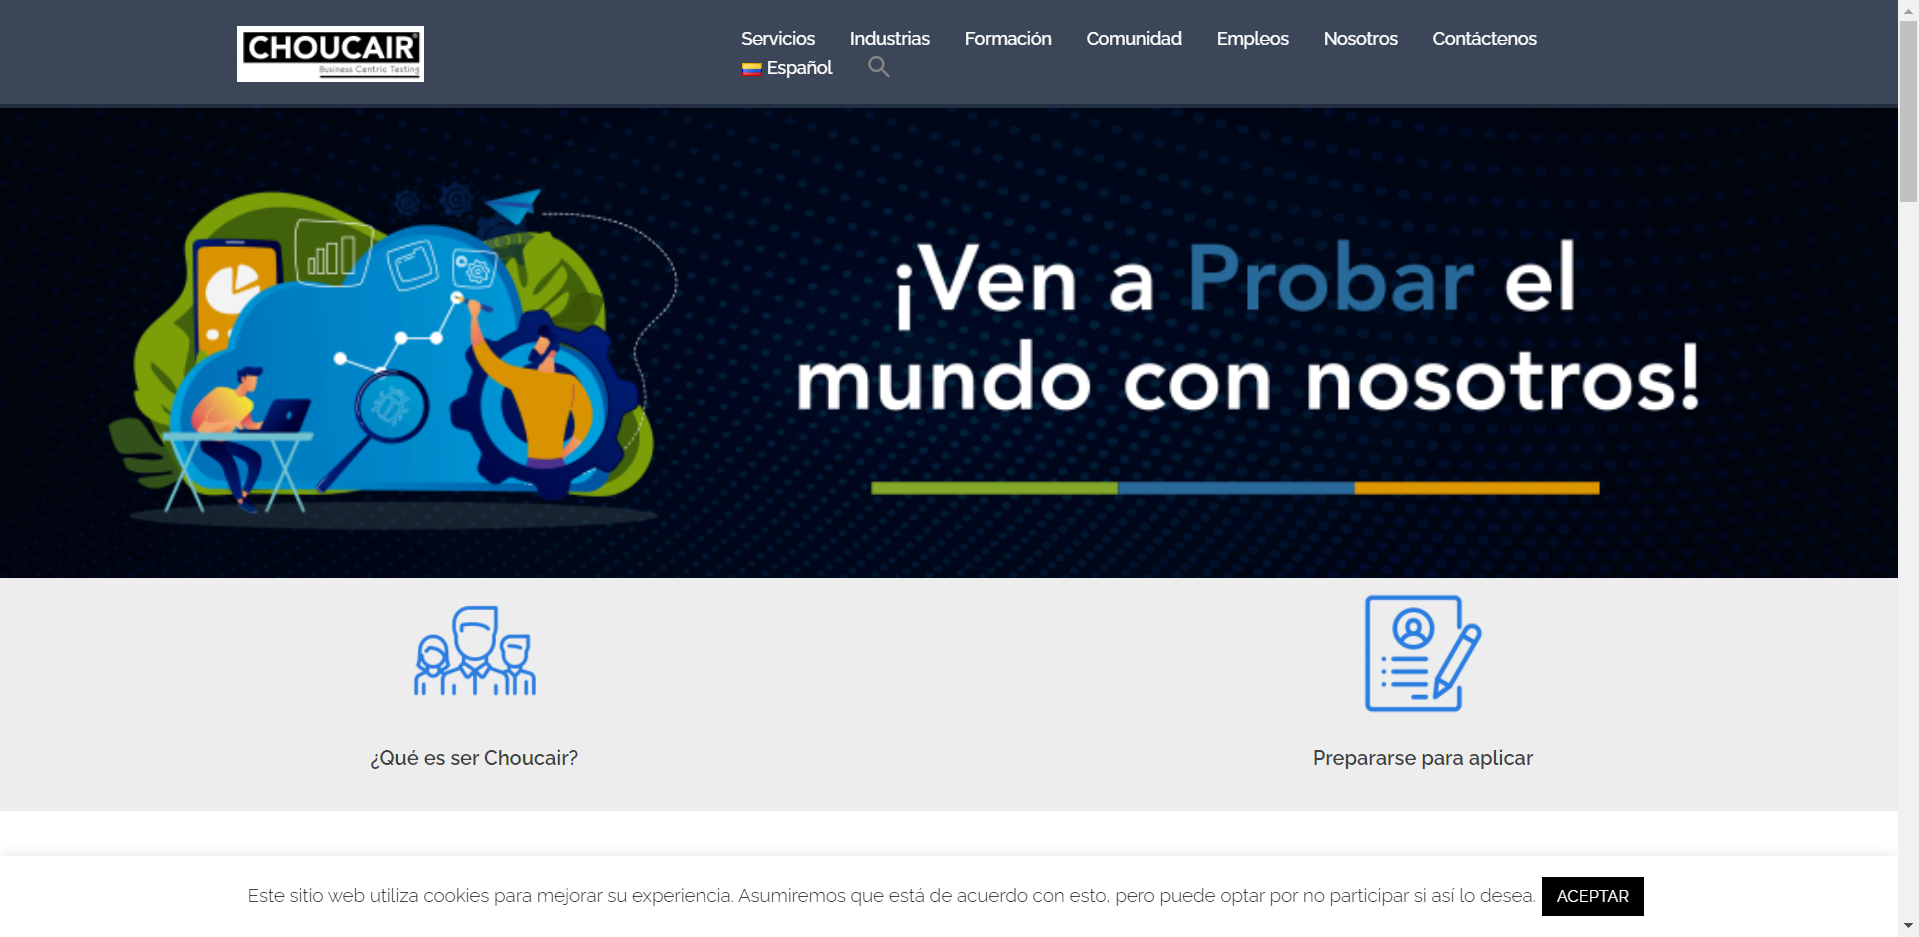 CHOUCAIR
Business Centric Testing
Servicios Industrias Formación Comunidad Empleos Nosotros Contáctenos
Español
¡Ven a Probar el
mundo con nosotros!
¿Qué es ser Choucair?
Prepararse para aplicar
Este sitio web utiliza cookies para mejorar su experiencia. Asumiremos que está de acuerdo con esto, pero puede optar por no participar si así lo desea. ACEPTAR